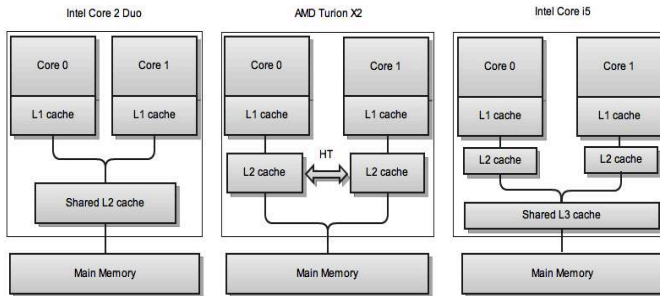 Intel Core 2 Duo
Core 0
Core 1
L1 cache
L1 cache
Shared L2 cache
Main Memory
AMD Turion X2
Core 0
Core 1
L1 cache
L1 cache
HT
L2 cache
L2 cache
Main Memory
Intel Core i5
Core 0
Core 1
L1 cache
L1 cache
L2 cache
L2 cache
Shared L3 cache
Main Memory